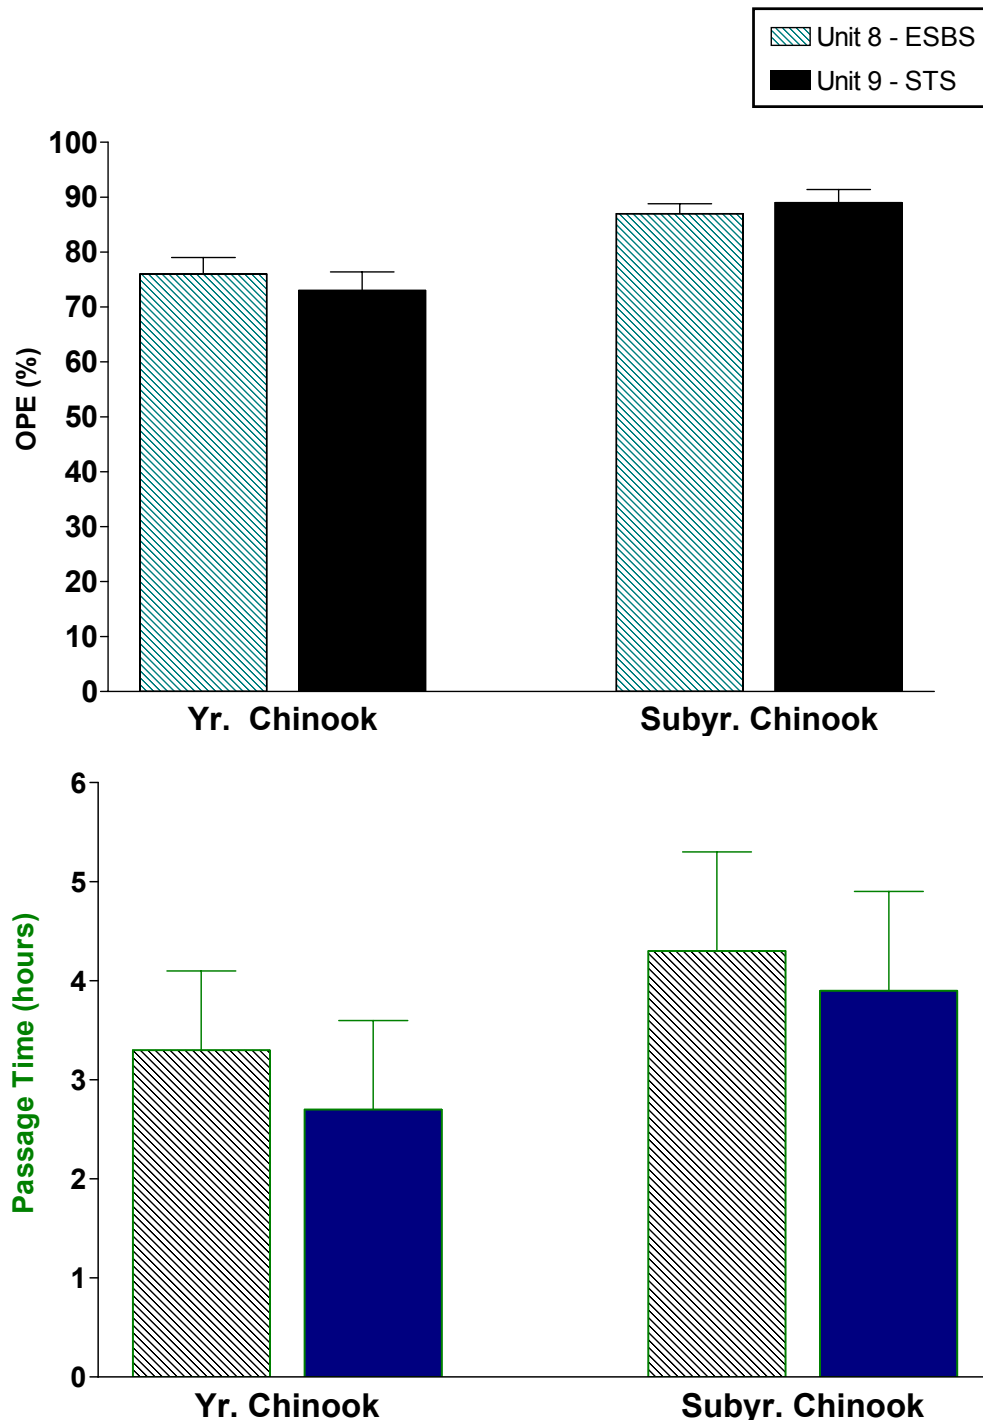 Unit 8 - ESBS
Unit 9 - STS
100
90
80
70
60
50
40
30
20
10
0
OPE (%)
Yr.  Chinook
Subyr. Chinook
6
5
4
3
2
1
0
Passage Time (hours)
Yr. Chinook
Subyr. Chinook